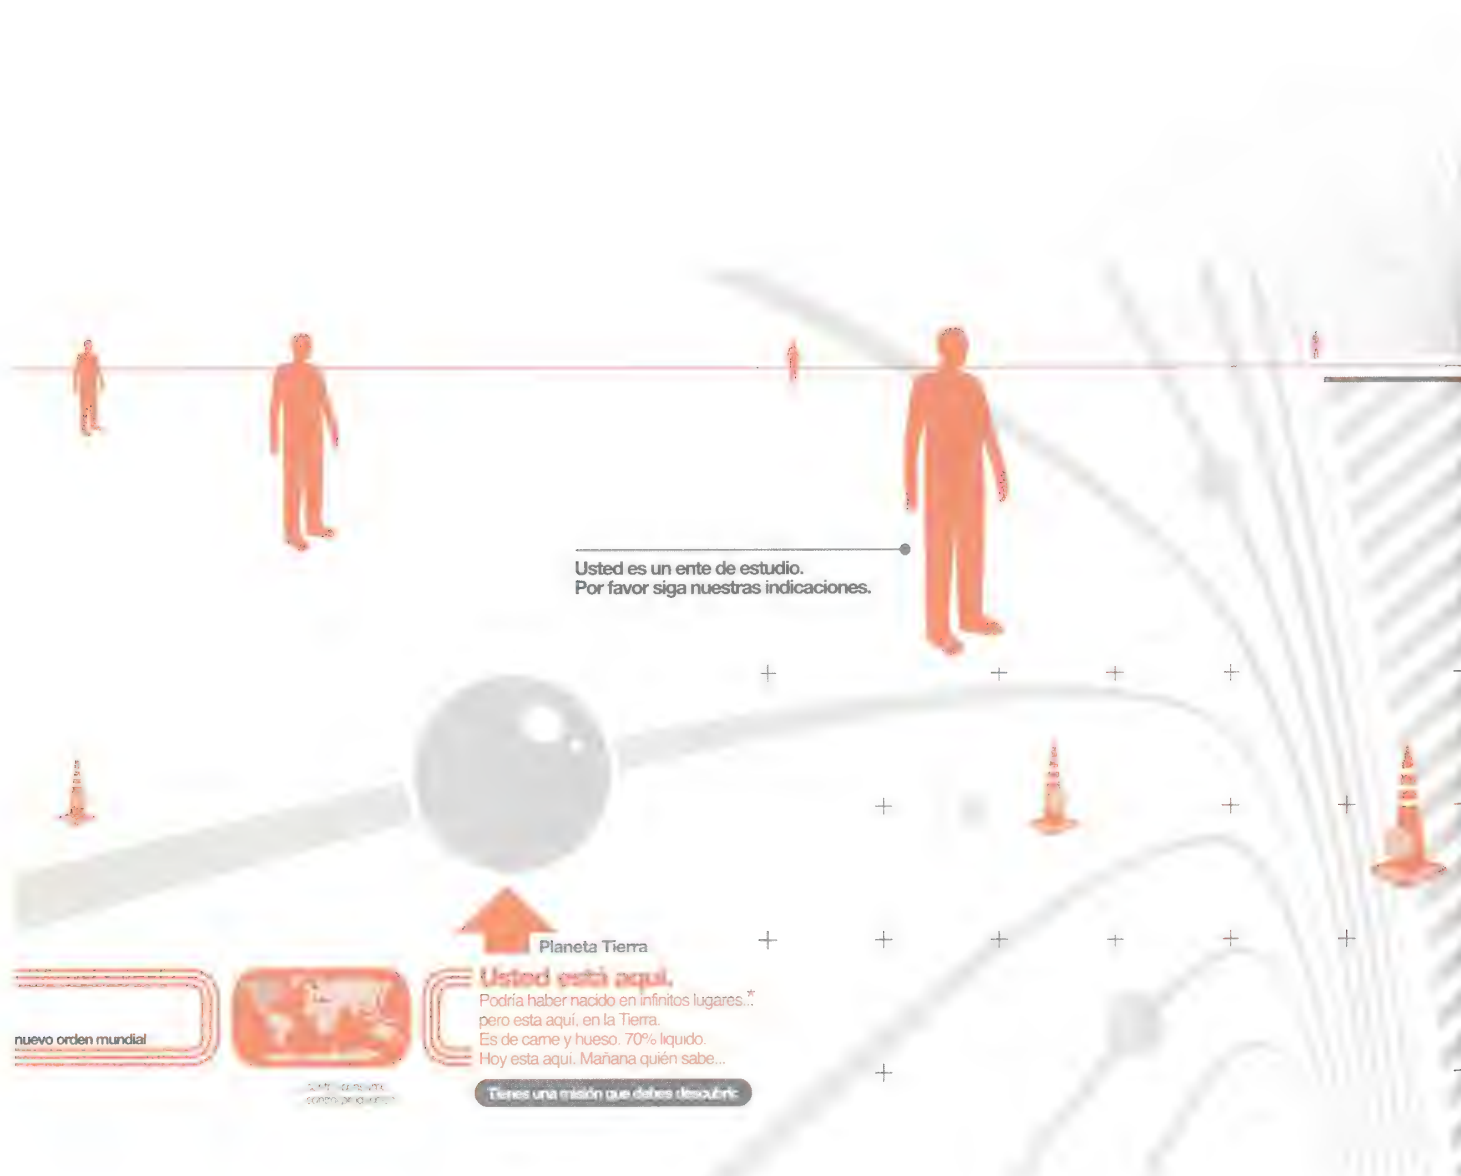 Usted es un ente de estudio.
Por favor siga nuestras indicaciones.
Planeta Tierra
Usted está aquí.
Podría haber nacido en infinitos lugares...*
pero esta aquí, en la Tierra.
Es de carne y hueso. 70% liquido.
Hoy esta aqui. Mañana quién sabe...
nuevo orden mundial
Tienes una misión que debes descubrir.